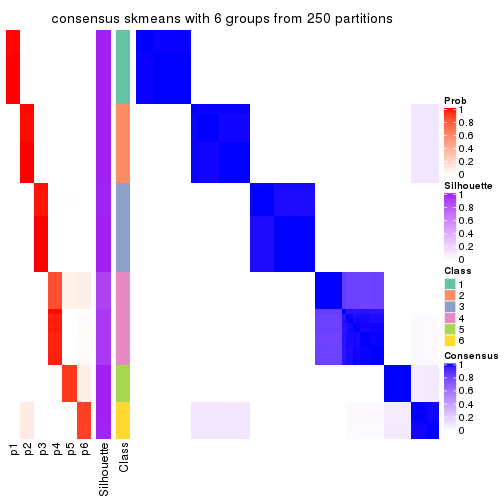 consensus skmeans with 6 groups from 250 partitions
Prob
1
0.8
0.6
0.4
0.2
0
Silhouette
1
0.8
0.6
0.4
0.2
0
Class
1
2
3
4
5
6
Consensus
1
0.8
0.6
0.4
0.2
0
p1
p2
p3
p4
p5
p6
Silhouette
Class